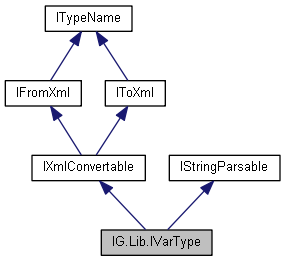 ITypeName
IFromXml
IToXml
IXmlConvertable
IStringParsable
IG.Lib.IVarType